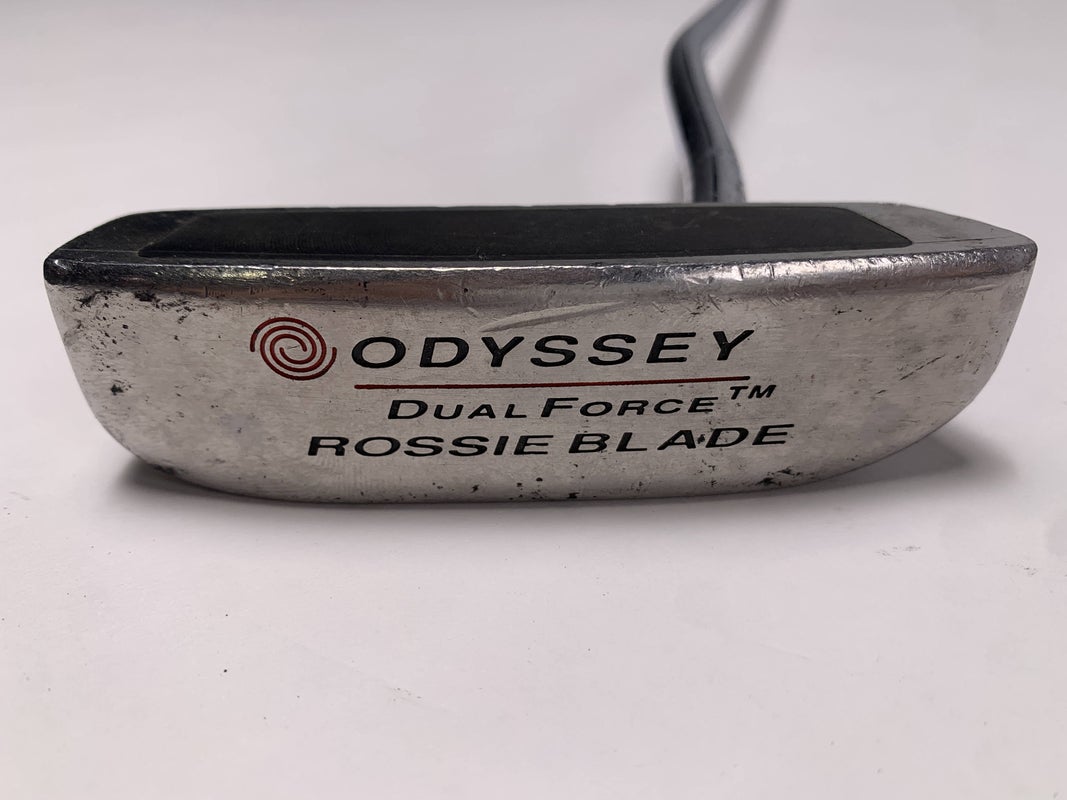 ODYSSEY
DUAL FORCE™
ROSSIE BLADE